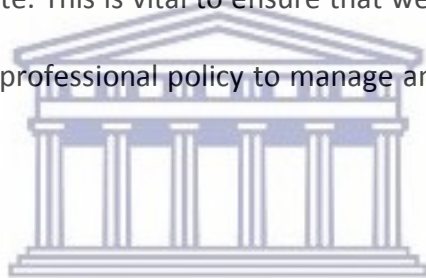 te. This is vital to ensure that we
professional policy to manage an